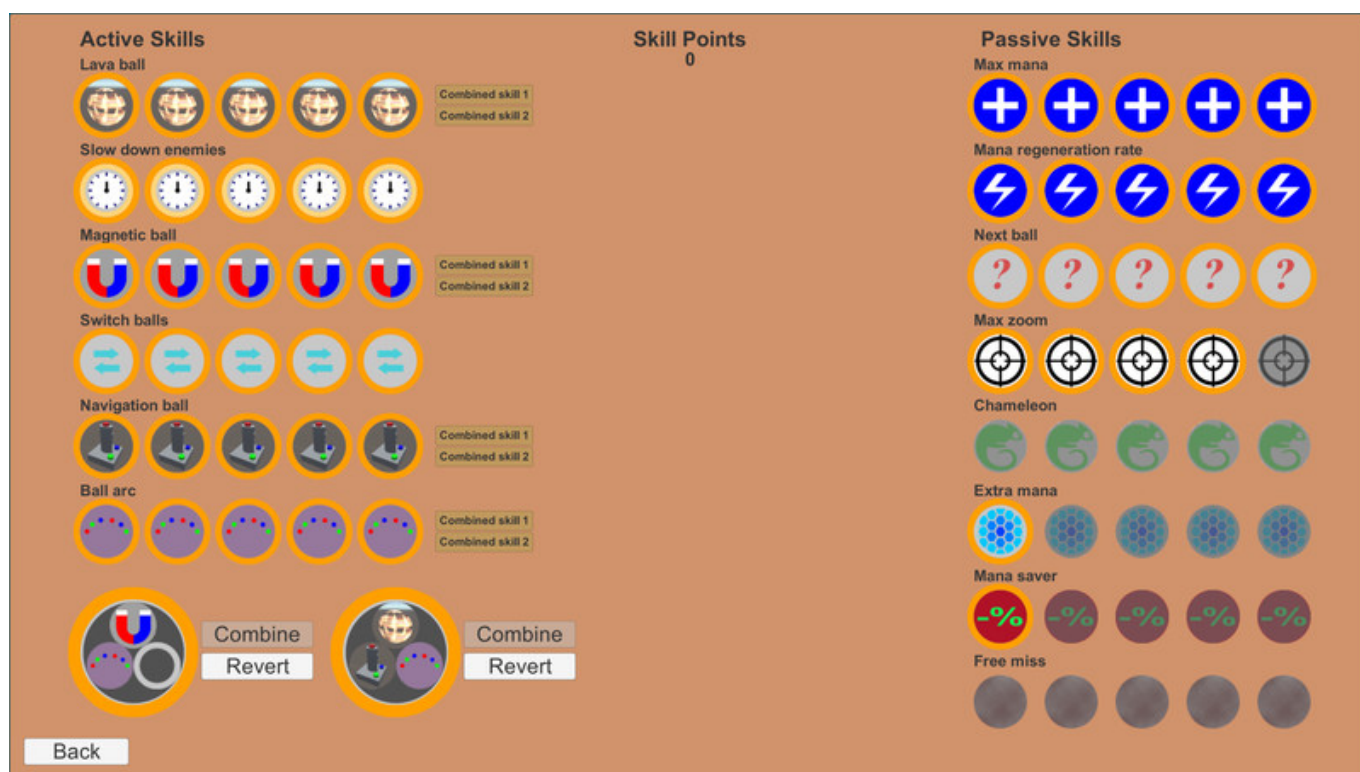 Active Skills
Lava ball
Combined skill 1
Combined skill 2
Slow down enemies
Magnetic ball
Combined skill 1
Combined skill 2
Switch balls
Navigation ball
Combined skill 1
Combined skill 2
Ball arc
Combined skill 1
Combined skill 2
Combine
Revert
Combine
Revert
Back
Skill Points
0
Passive Skills
Max mana
Mana regeneration rate
Next ball
? ? ? ? ?
Max zoom
Chameleon
Extra mana
Mana saver
-% -% -% -% -%
Free miss